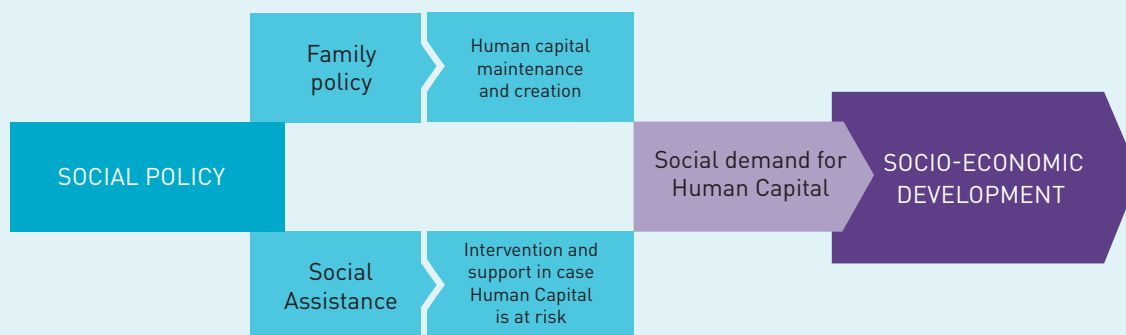 Family
policy
Human capital
maintenance
and creation
SOCIAL POLICY
Social demand for
Human Capital
SOCIO-ECONOMIC
DEVELOPMENT
Social
Assistance
Intervention and
support in case
Human Capital
is at risk